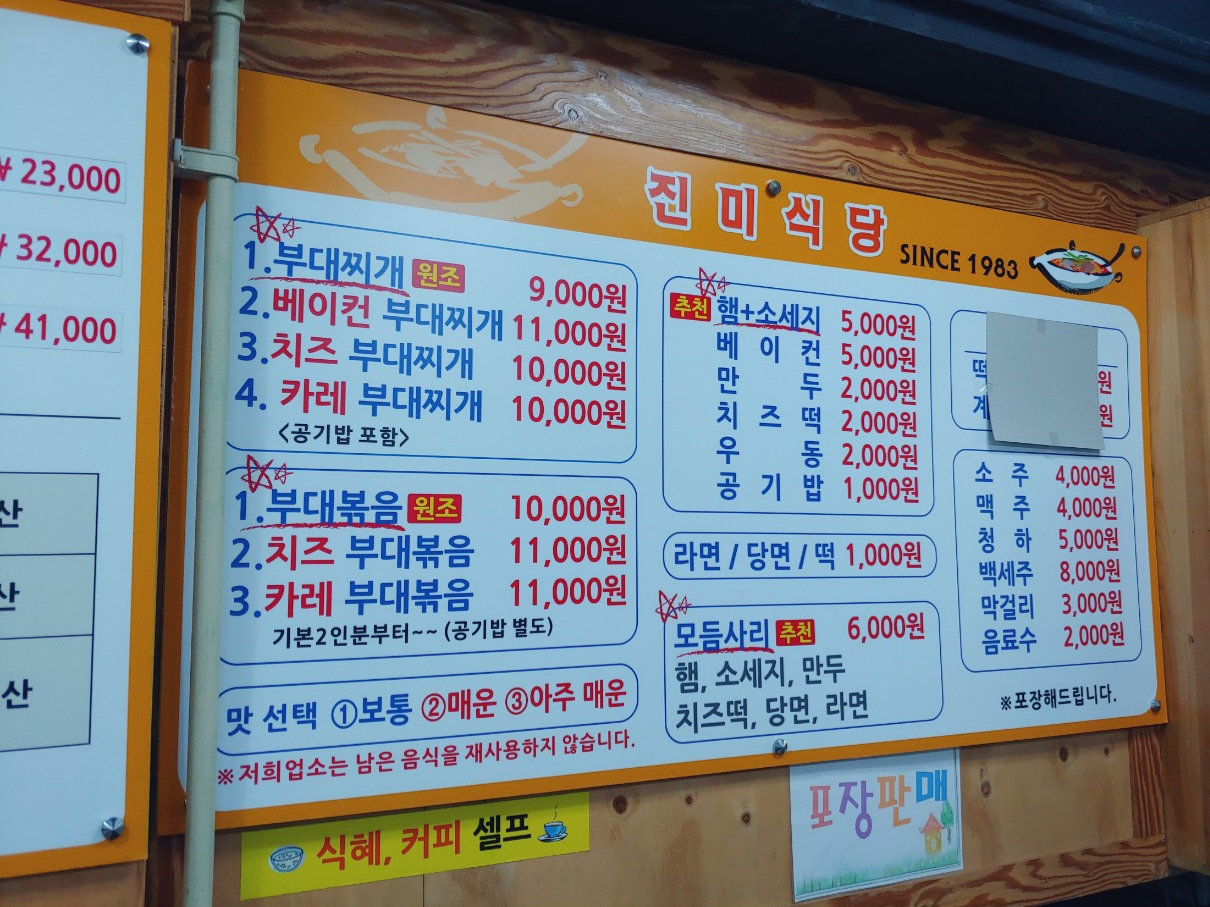 ₩ 23,000
₩ 32,000
₩ 41,000
산
산
산
진미식당 SINCE 1983
1.부대찌개 원조 9,000원
2.베이컨 부대찌개 11,000원
3.치즈 부대찌개 10,000원
4. 카레 부대찌개 10,000원
<공기밥 포함>
1.부대볶음 원조 10,000원
2.치즈 부대볶음 11,000원
3.카레 부대볶음 11,000원
기본2인분부터~~ (공기밥 별도)
맛 선택 ①보통 ②매운 ③아주 매운
※저희업소는 남은 음식을 재사용하지 않습니다.
추천 햄+소세지 5,000원
베이컨 5,000원
만두 2,000원
치즈떡 2,000원
우동 2,000원
공기밥 1,000원
라면 / 당면 / 떡 1,000원
모듬사리 추천 6,000원
햄, 소세지, 만두
치즈떡, 당면, 라면
떡 원
계 원
소주 4,000원
맥주 4,000원
청하 5,000원
백세주 8,000원
막걸리 3,000원
음료수 2,000원
※포장해드립니다.
식혜, 커피 셀프
포장판매